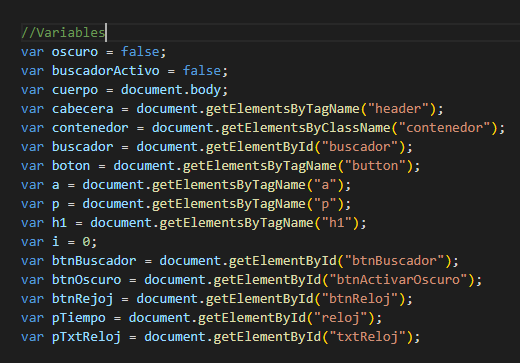 //Variables
var oscuro = false;
var buscadorActivo = false;
var cuerpo = document.body;
var cabecera = document.getElementsByTagName("header");
var contenedor = document.getElementsByClassName("contenedor");
var buscador = document.getElementById("buscador");
var boton = document.getElementsByTagName("button");
var a = document.getElementsByTagName("a");
var p = document.getElementsByTagName("p");
var h1 = document.getElementsByTagName("h1");
var i = 0;
var btnBuscador = document.getElementById("btnBuscador");
var btnOscuro = document.getElementById("btnActivarOscuro");
var btnRejoj = document.getElementById("btnReloj");
var pTiempo = document.getElementById("reloj");
var pTxtReloj = document.getElementById("txtReloj");